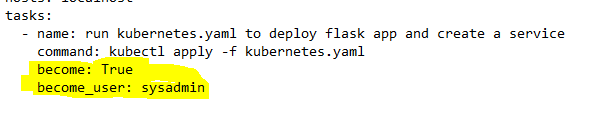 hosts: localhost
tasks:
- name: run kubernetes.yaml to deploy flask app and create a service
command: kubectl apply -f kubernetes.yaml
become: True
become_user: sysadmin